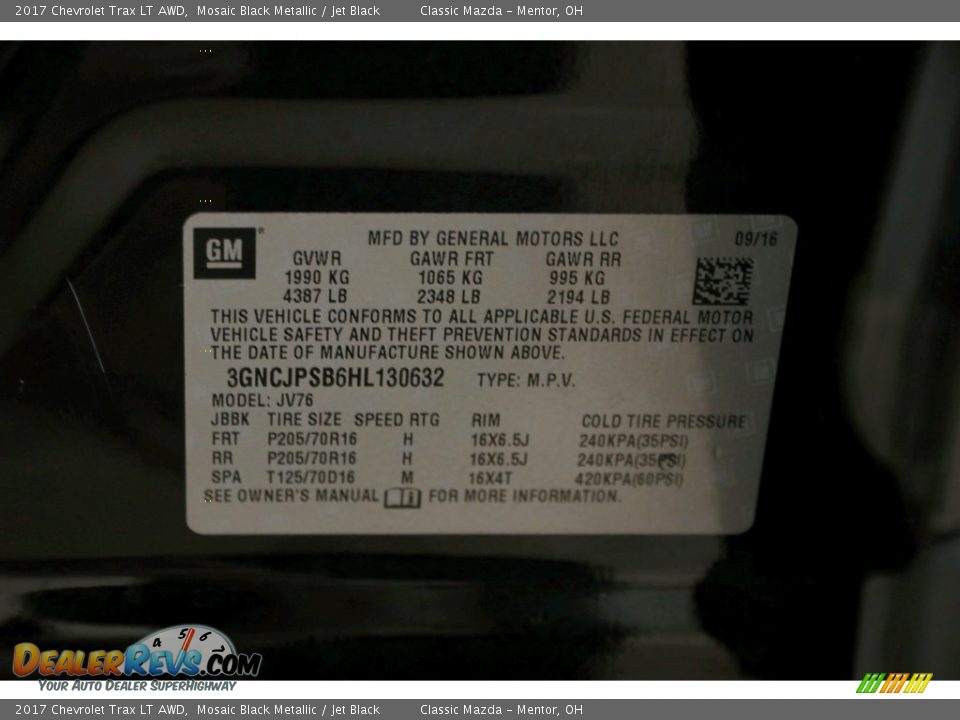 2017 Chevrolet Trax LT AWD, Mosaic Black Metallic / Jet Black Classic Mazda - Mentor, OH
GM ® MFD BY GENERAL MOTORS LLC 09/16
GVWR GAWR FRT GAWR RR
1990 KG 1065 KG 995 KG
4387 LB 2348 LB 2194 LB
THIS VEHICLE CONFORMS TO ALL APPLICABLE U.S. FEDERAL MOTOR
VEHICLE SAFETY AND THEFT PREVENTION STANDARDS IN EFFECT ON
THE DATE OF MANUFACTURE SHOWN ABOVE.
3GNCJPSB6HL130632 TYPE: M.P.V.
MODEL: JV76
JBBK TIRE SIZE SPEED RTG RIM COLD TIRE PRESSURE
FRT P205/70R16 H 16X6.5J 240KPA(35PSI)
RR P205/70R16 H 16X6.5J 240KPA(35PSI)
SPA T125/70D16 M 16X4T 420KPA(60PSI)
SEE OWNER'S MANUAL i FOR MORE INFORMATION.
4 5 6
DEALERREVS.COM
YOUR AUTO DEALER SUPERHIGHWAY
2017 Chevrolet Trax LT AWD, Mosaic Black Metallic / Jet Black Classic Mazda - Mentor, OH